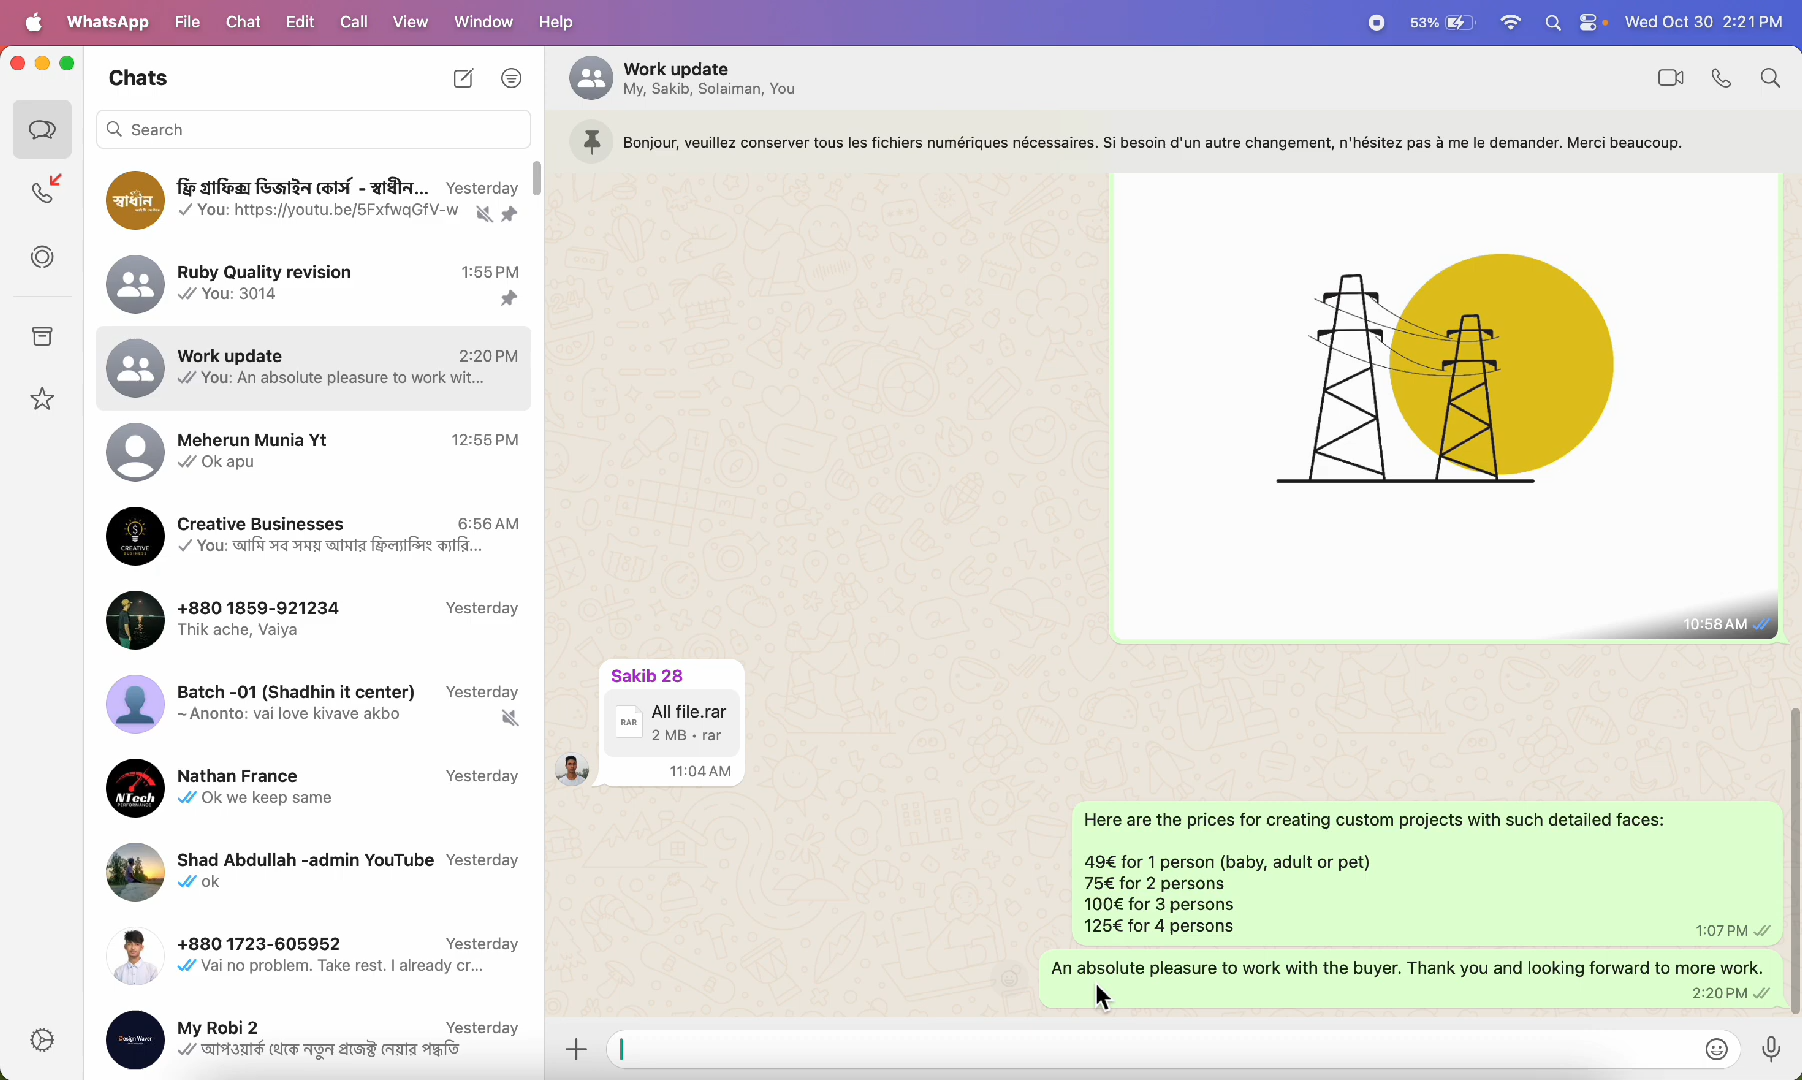 WhatsApp File Chat Edit Call View Window Help 53% Wed Oct 30 2:21 PM
Chats
Search
ফ্রি গ্রাফিক্স ডিজাইন কোর্স - স্বাধীন... Yesterday
You: https://youtu.be/5FxfwqGfV-w
স্বাধীন
Ruby Quality revision 1:55 PM
You: 3014
Work update 2:20 PM
You: An absolute pleasure to work wit...
Meherun Munia Yt 12:55 PM
Ok apu
Creative Businesses 6:56 AM
You: আমি সব সময় আমার ফ্রিল্যান্সিং ক্যারি...
CREATIVE
+880 1859-921234 Yesterday
Thik ache, Vaiya
Batch -01 (Shadhin it center) Yesterday
~Anonto: vai love kivave akbo
Nathan France Yesterday
Ok we keep same
NTech
PERFORMANCE
Shad Abdullah -admin YouTube Yesterday
ok
+880 1723-605952 Yesterday
Vai no problem. Take rest. I already cr...
My Robi 2 Yesterday
আপওয়ার্ক থেকে নতুন প্রজেক্ট নেয়ার পদ্ধতি
Work update
My, Sakib, Solaiman, You
Bonjour, veuillez conserver tous les fichiers numériques nécessaires. Si besoin d'un autre changement, n'hésitez pas à me le demander. Merci beaucoup.
10:58 AM
Sakib 28
RAR
All file.rar
2 MB • rar
11:04 AM
Here are the prices for creating custom projects with such detailed faces:
49€ for 1 person (baby, adult or pet)
75€ for 2 persons
100€ for 3 persons
125€ for 4 persons
1:07 PM
An absolute pleasure to work with the buyer. Thank you and looking forward to more work.
2:20 PM